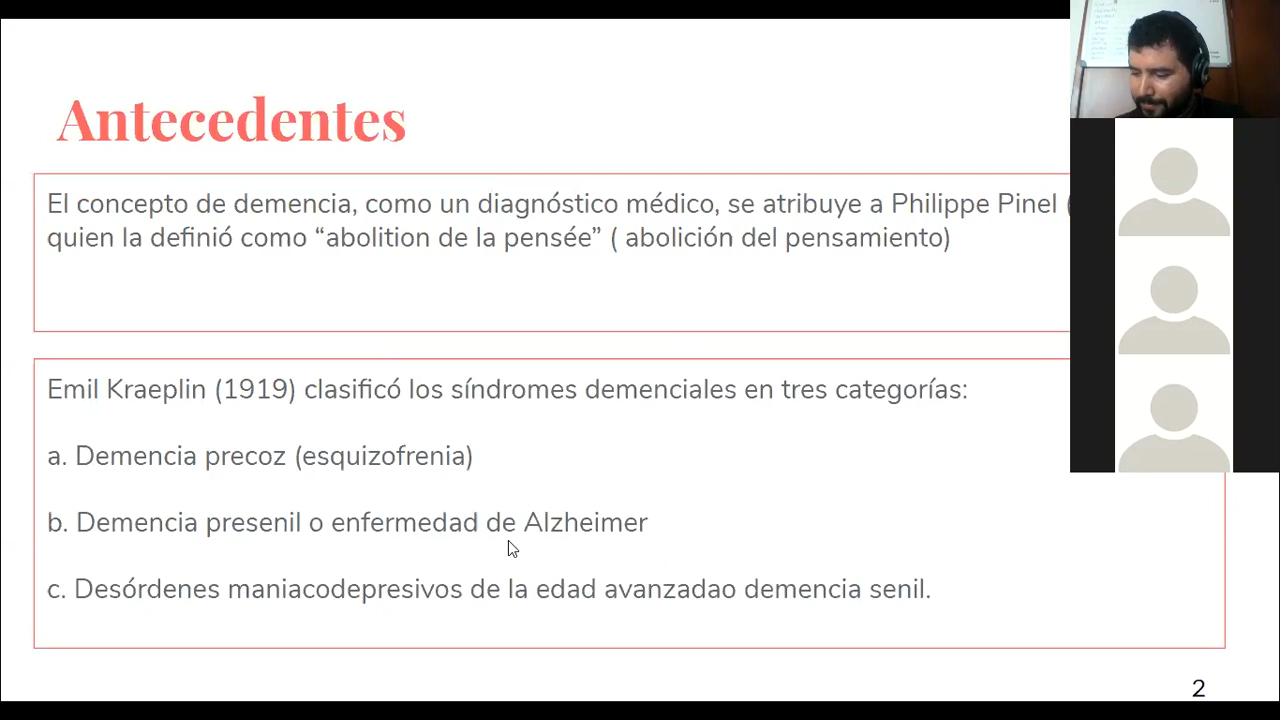 Antecedentes
El concepto de demencia, como un diagnóstico médico, se atribuye a Philippe Pinel (
quien la definió como “abolition de la pensée” ( abolición del pensamiento)
Emil Kraeplin (1919) clasificó los síndromes demenciales en tres categorías:
a. Demencia precoz (esquizofrenia)
b. Demencia presenil o enfermedad de Alzheimer
c. Desórdenes maniacodepresivos de la edad avanzadao demencia senil.
2